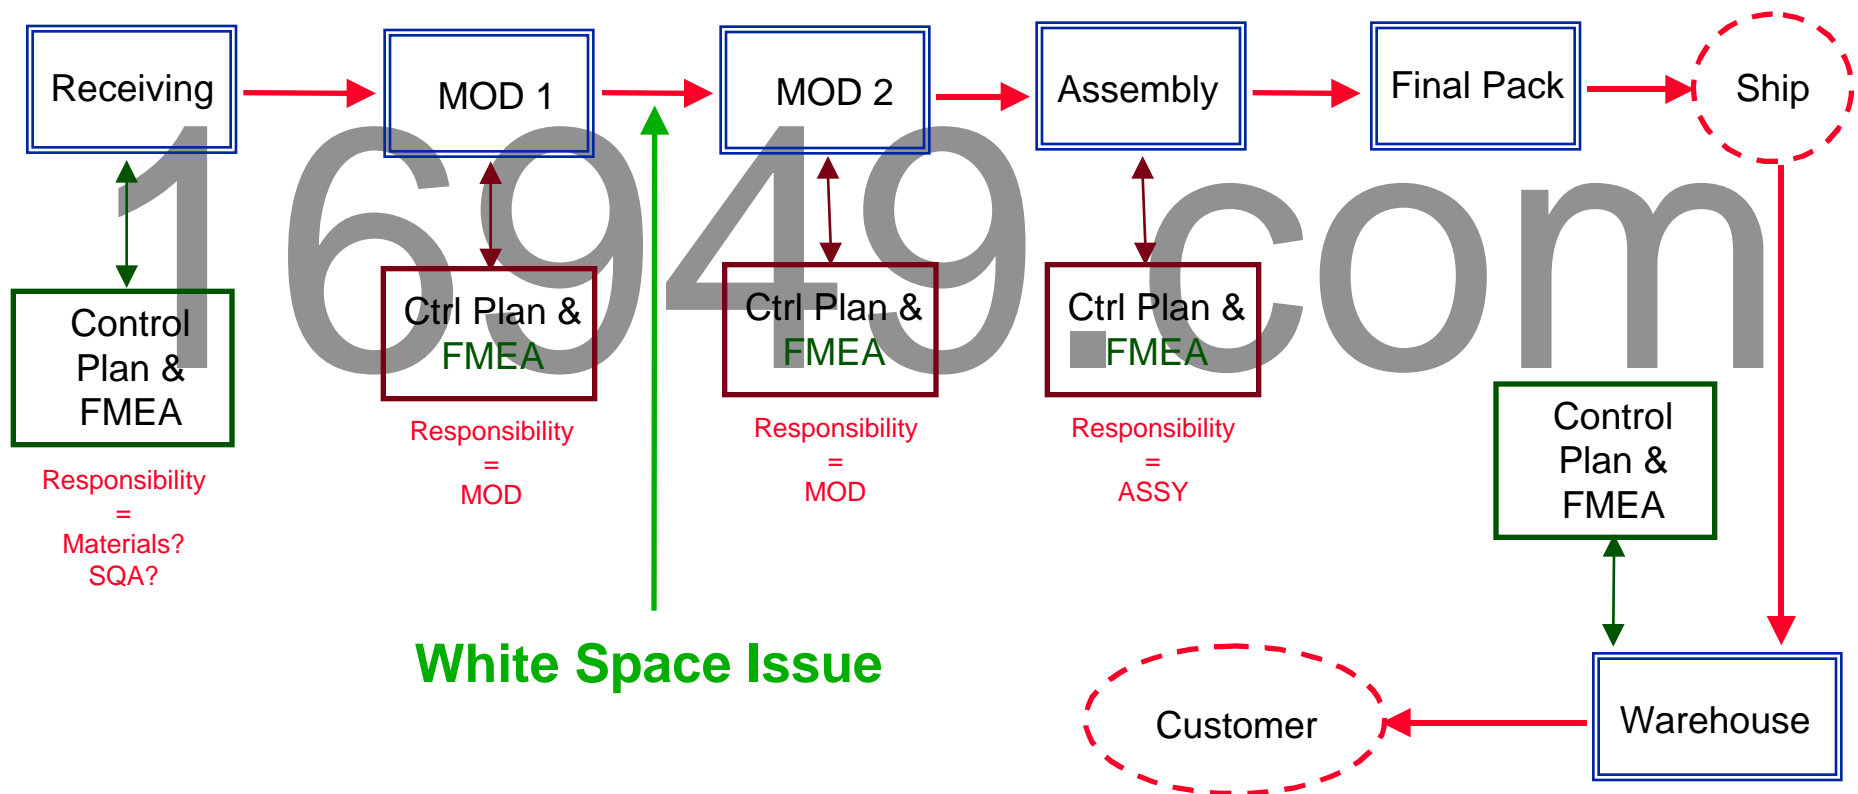 Receiving
MOD 1
MOD 2
Assembly
Final Pack
Ship
16949.com
Control
Plan &
FMEA
Responsibility
=
Materials?
SQA?
Ctrl Plan &
FMEA
Responsibility
=
MOD
Ctrl Plan &
FMEA
Responsibility
=
MOD
Ctrl Plan &
FMEA
Responsibility
=
ASSY
Control
Plan &
FMEA
White Space Issue
Customer
Warehouse